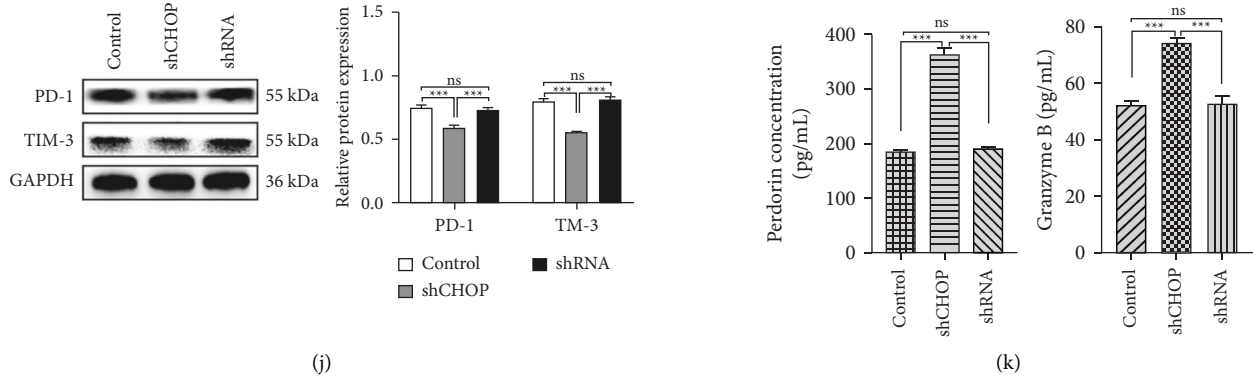 Control
shCHOP
shRNA
PD-1
55 kDa
TIM-3
55 kDa
GAPDH
36 kDa
Relative protein expression
1.5
1.0
0.5
0.0
ns
***
***
ns
***
***
PD-1
TM-3
Control
shRNA
shCHOP
(j)
Perdorin concentration
(pg/mL)
400
300
200
100
0
ns
***
***
Control
shCHOP
shRNA
Granzyme B (pg/mL)
80
60
40
20
0
ns
***
***
Control
shCHOP
shRNA
(k)